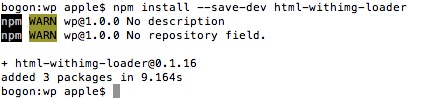 bogon:wp apple$ npm install --save-dev html-withimg-loader
npm WARN wp@1.0.0 No description
npm WARN wp@1.0.0 No repository field.
+ html-withimg-loader@0.1.16
added 3 packages in 9.164s
bogon:wp apple$